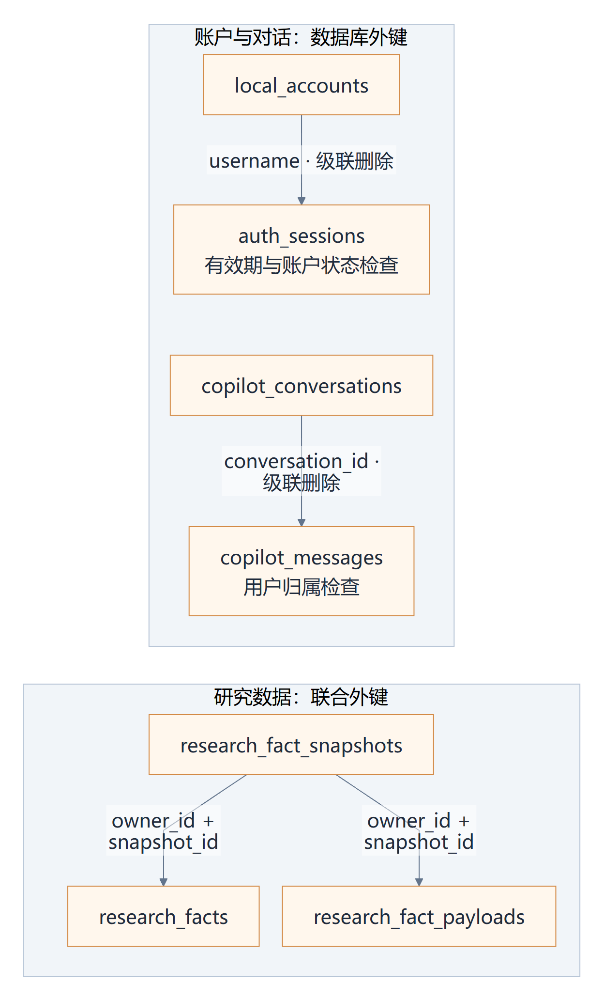 账户与对话：数据库外键
local_accounts
username · 级联删除
auth_sessions
有效期与账户状态检查
copilot_conversations
conversation_id ·
级联删除
copilot_messages
用户归属检查
研究数据：联合外键
research_fact_snapshots
owner_id +
snapshot_id
owner_id +
snapshot_id
research_facts
research_fact_payloads